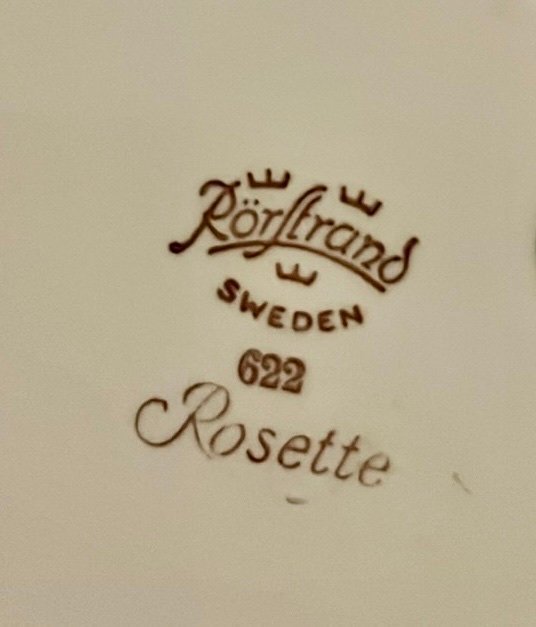 Rörstrand
SWEDEN
622
Rosette